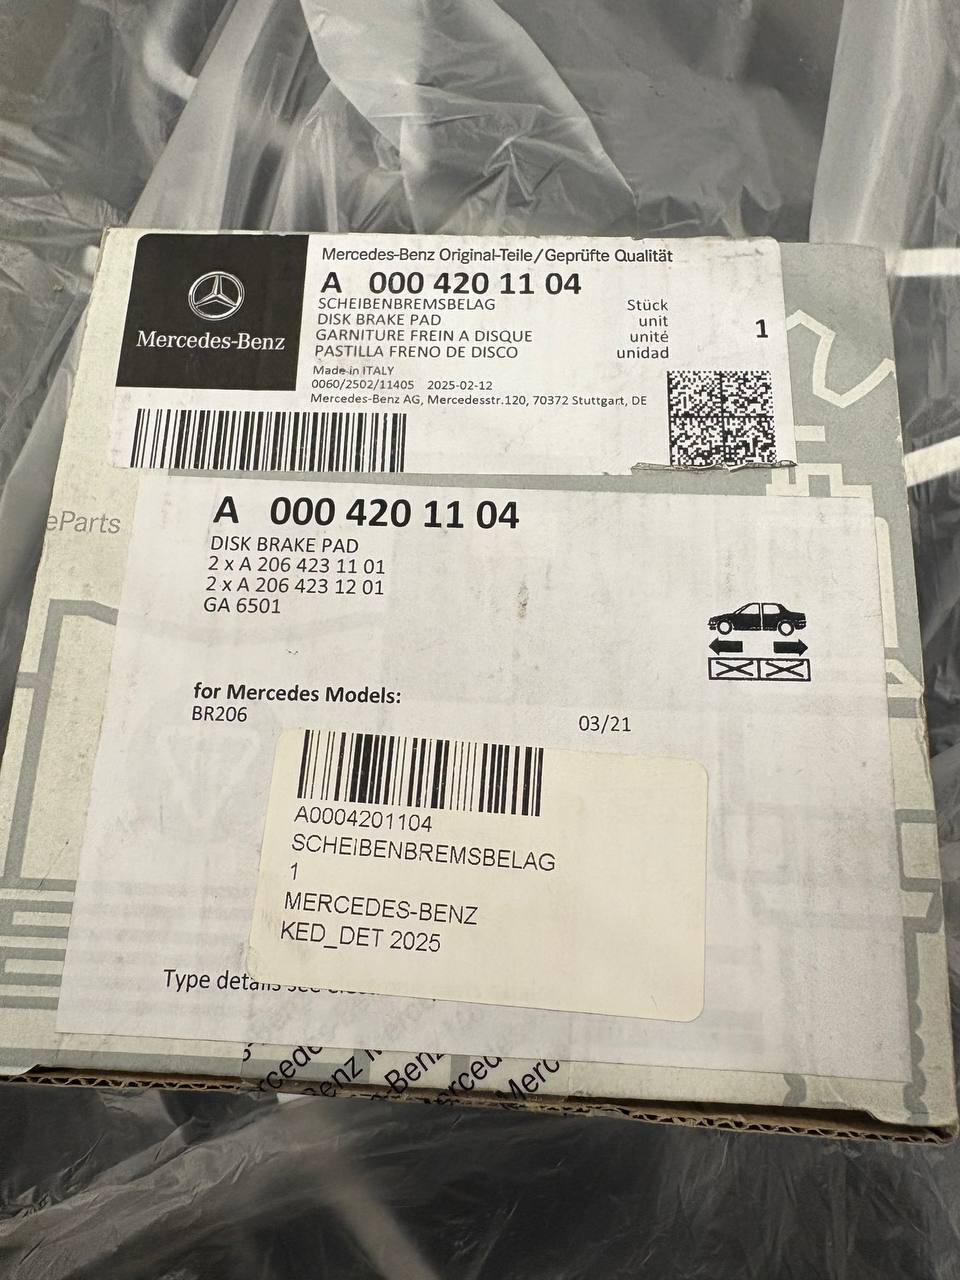 Mercedes-Benz Original-Teile/Geprüfte Qualität
A 000 420 11 04
SCHEIBENBREMSBELAG Stück
DISK BRAKE PAD unit
GARNITURE FREIN A DISQUE unité 1
PASTILLA FRENO DE DISCO unidad
Made in ITALY
0060/2502/11405 2025-02-12
Mercedes-Benz AG, Mercedesstr.120, 70372 Stuttgart, DE
Mercedes-Benz
eParts
A 000 420 11 04
DISK BRAKE PAD
2 x A 206 423 11 01
2 x A 206 423 12 01
GA 6501
for Mercedes Models:
BR206 03/21
A0004201104
SCHEIBENBREMSBELAG
1
MERCEDES-BENZ
KED_DET 2025
Type details see